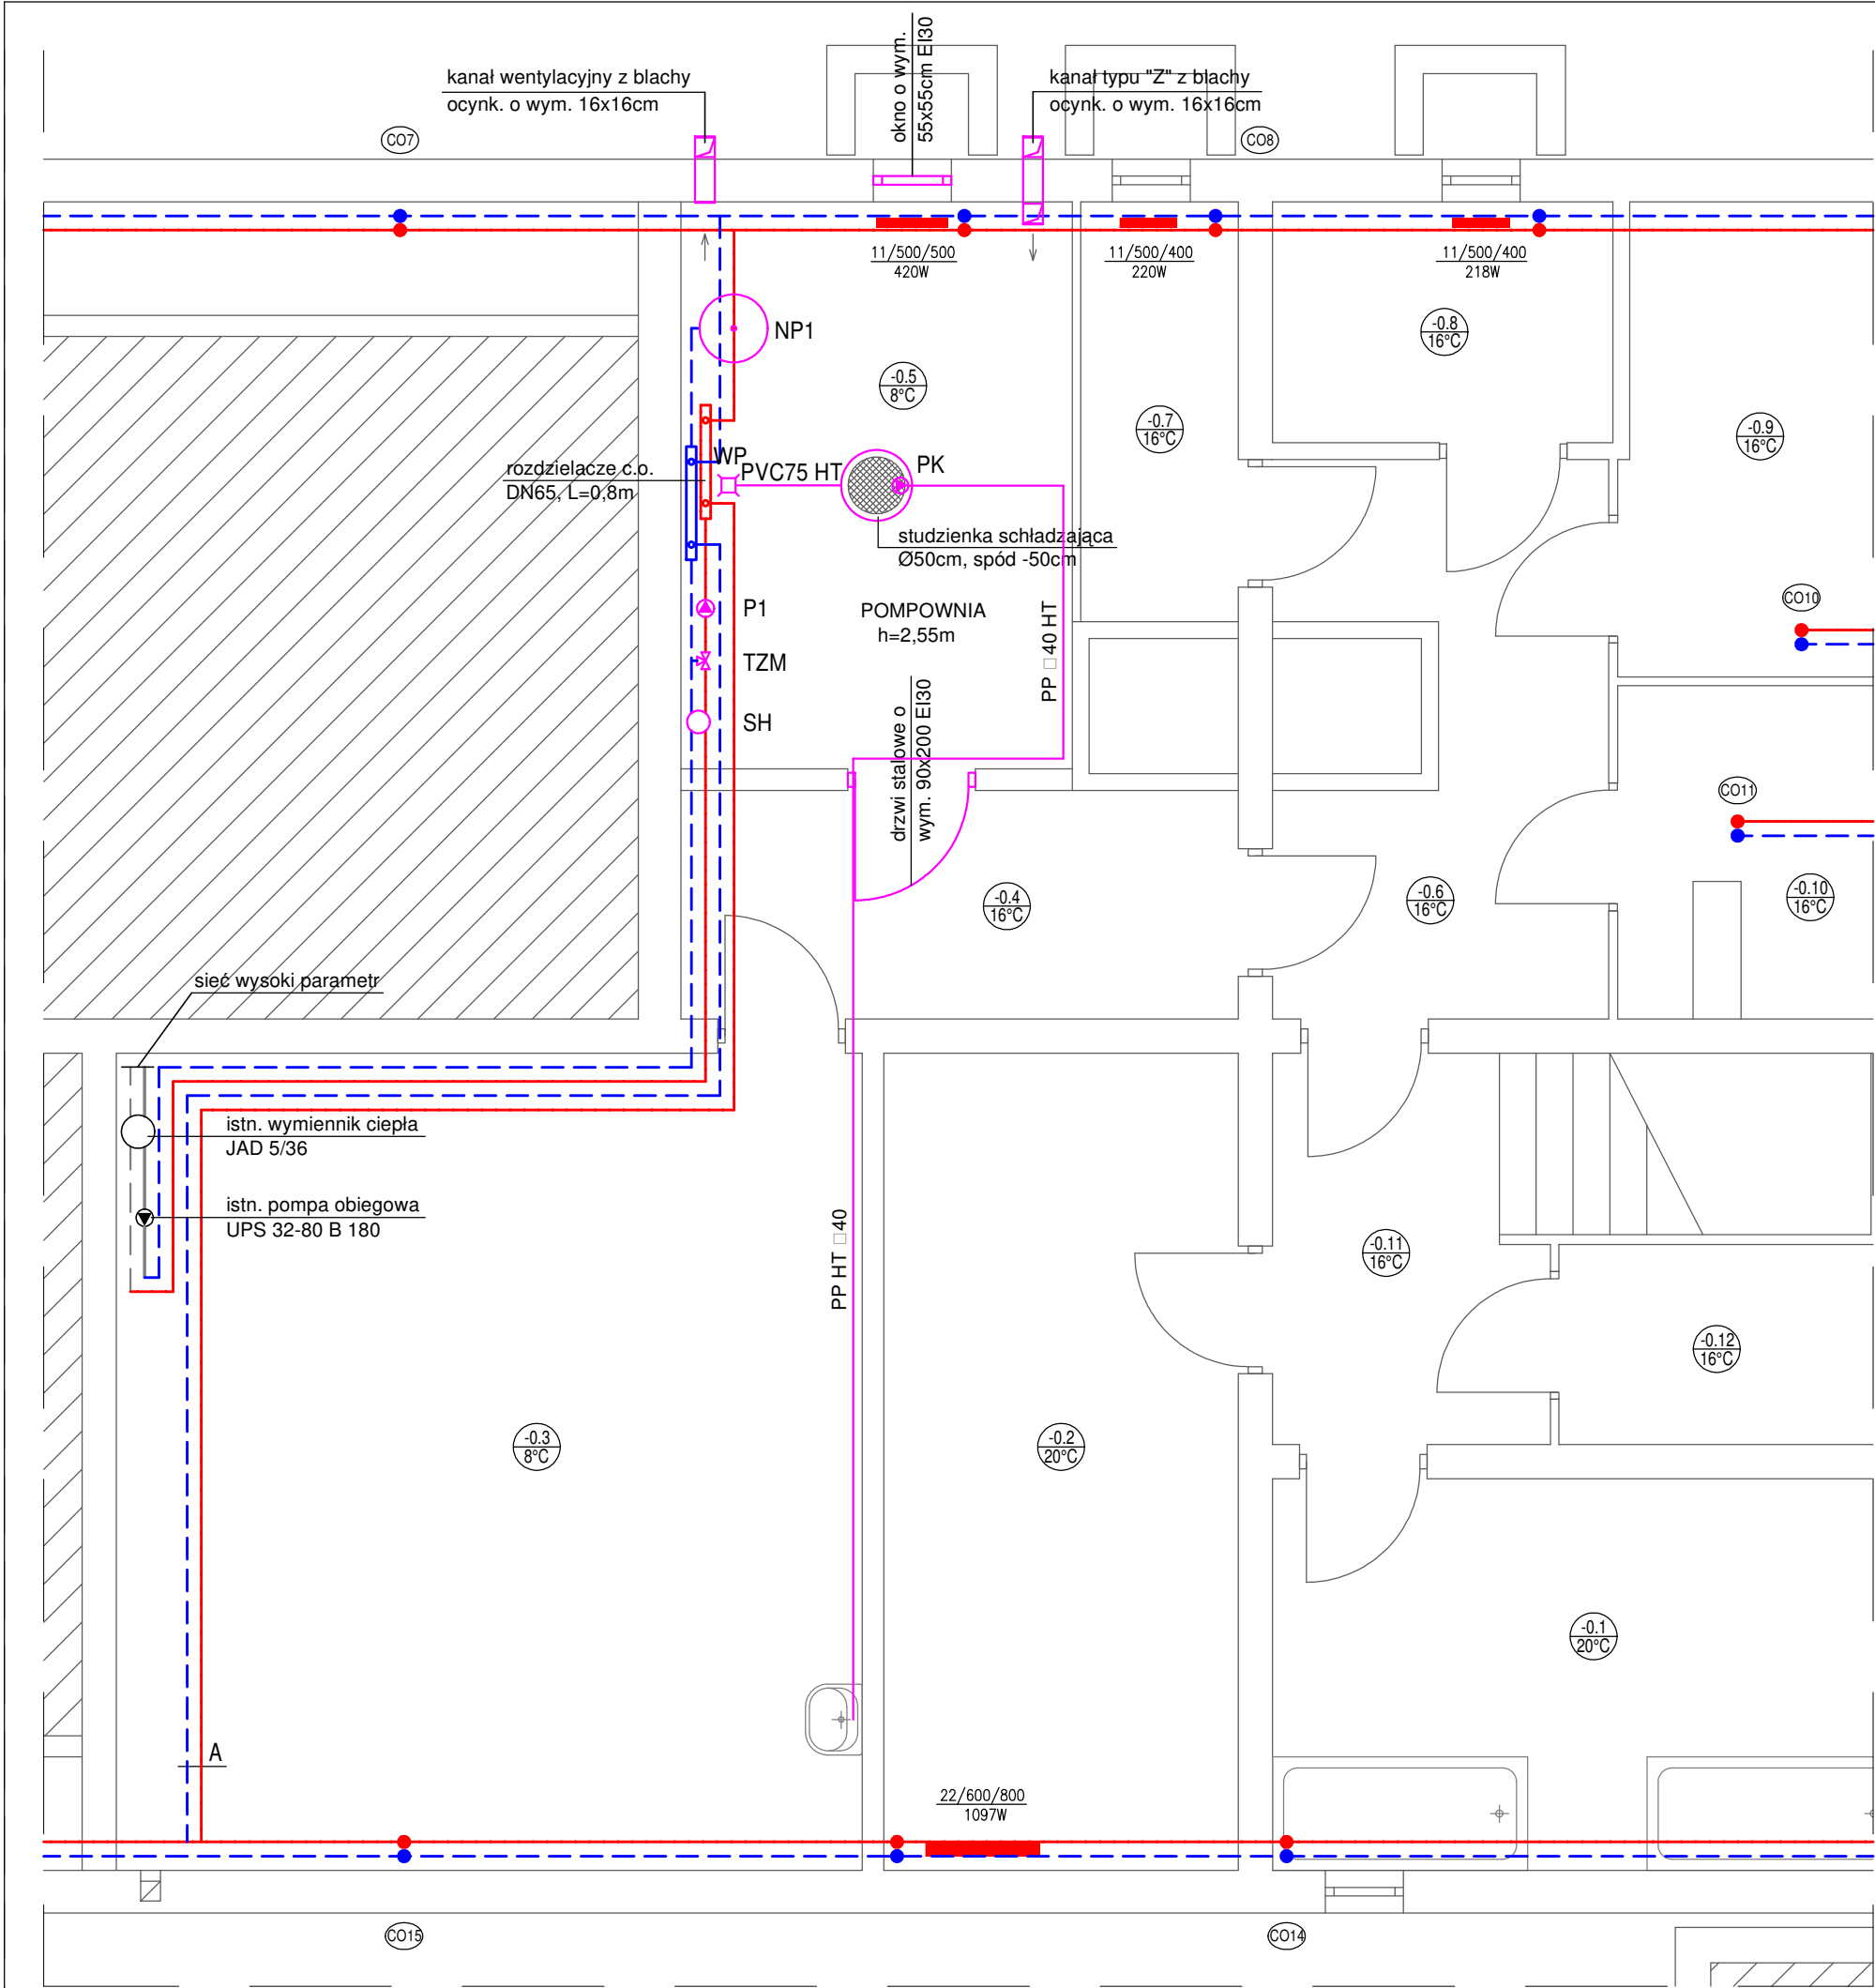 kanał wentylacyjny z blachy
ocynk. o wym. 16x16cm
okno o wym.
55x55cm EI30
kanał typu "Z" z blachy
ocynk. o wym. 16x16cm
CO7
CO8
11/500/500
420W
11/500/400
220W
11/500/400
218W
NP1
-0.5
8°C
-0.7
16°C
-0.8
16°C
-0.9
16°C
rozdzielacze c.o.
DN65, L=0,8m
WP
PVC75 HT
PK
studzienka schładzająca
Ø50cm, spód -50cm
P1
POMPOWNIA
h=2,55m
TZM
SH
PP □40 HT
CO10
drzwi stalowe o
wym. 90x200 EI30
CO11
-0.4
16°C
-0.6
16°C
-0.10
16°C
sieć wysoki parametr
istn. wymiennik ciepła
JAD 5/36
istn. pompa obiegowa
UPS 32-80 B 180
PP HT □40
-0.11
16°C
-0.12
16°C
-0.3
8°C
-0.2
20°C
-0.1
20°C
A
22/600/800
1097W
CO15
CO14